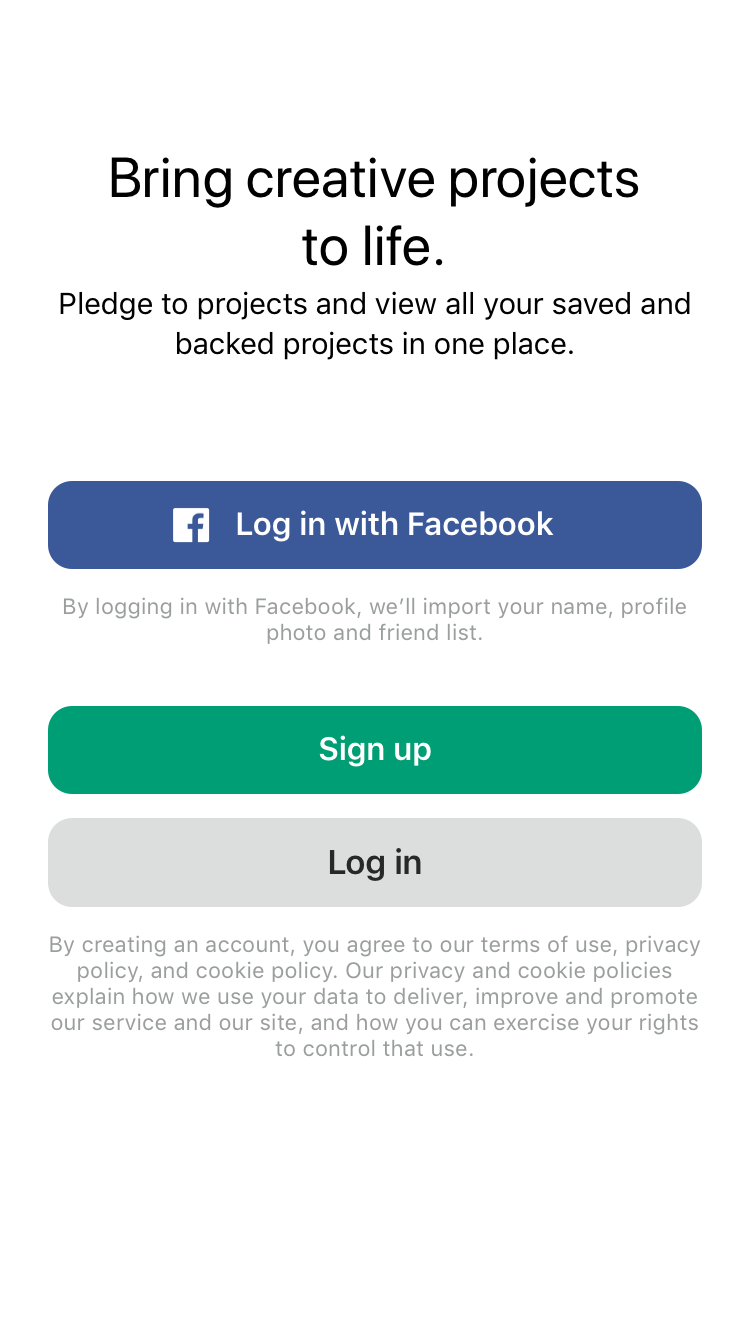 Bring creative projects
to life.
Pledge to projects and view all your saved and
backed projects in one place.
Log in with Facebook
By logging in with Facebook, we’ll import your name, profile
photo and friend list.
Sign up
Log in
By creating an account, you agree to our terms of use, privacy
policy, and cookie policy. Our privacy and cookie policies
explain how we use your data to deliver, improve and promote
our service and our site, and how you can exercise your rights
to control that use.